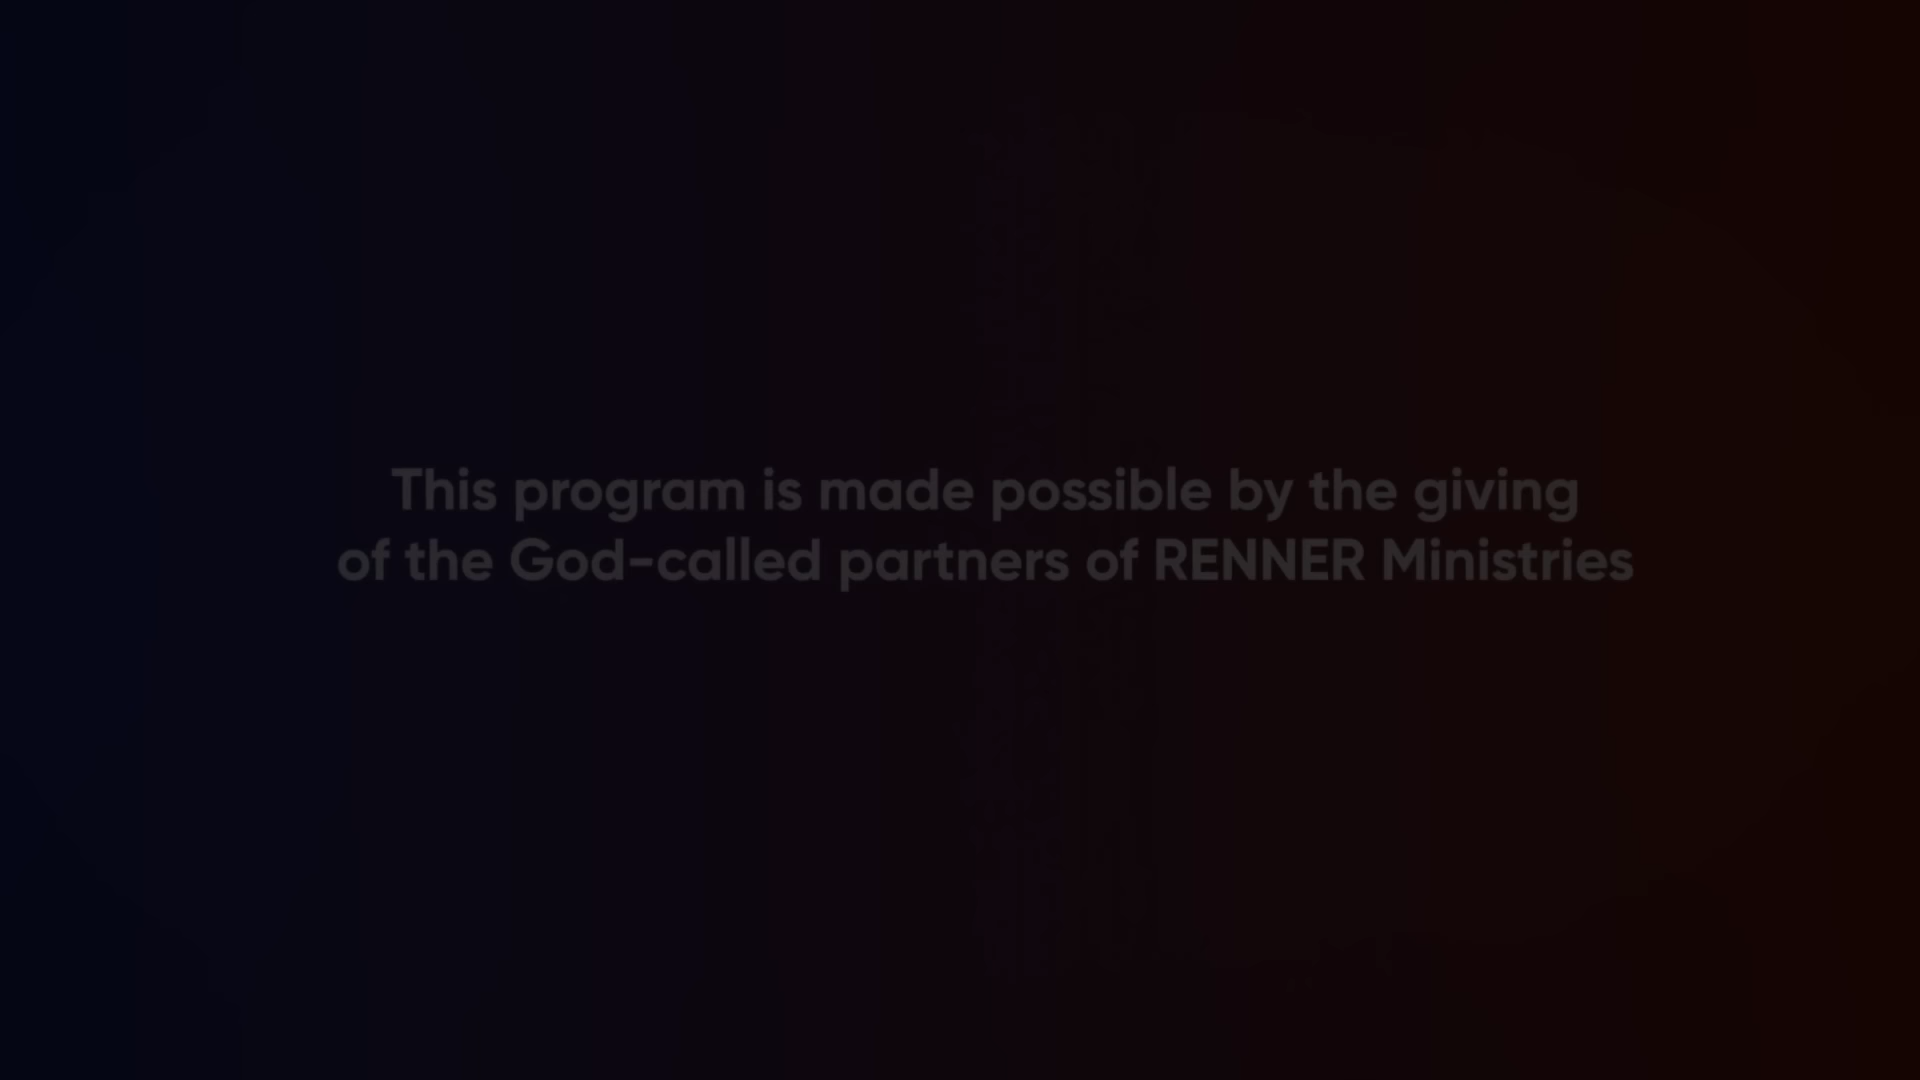 This program is made possible by the giving
of the God-called partners of RENNER Ministries